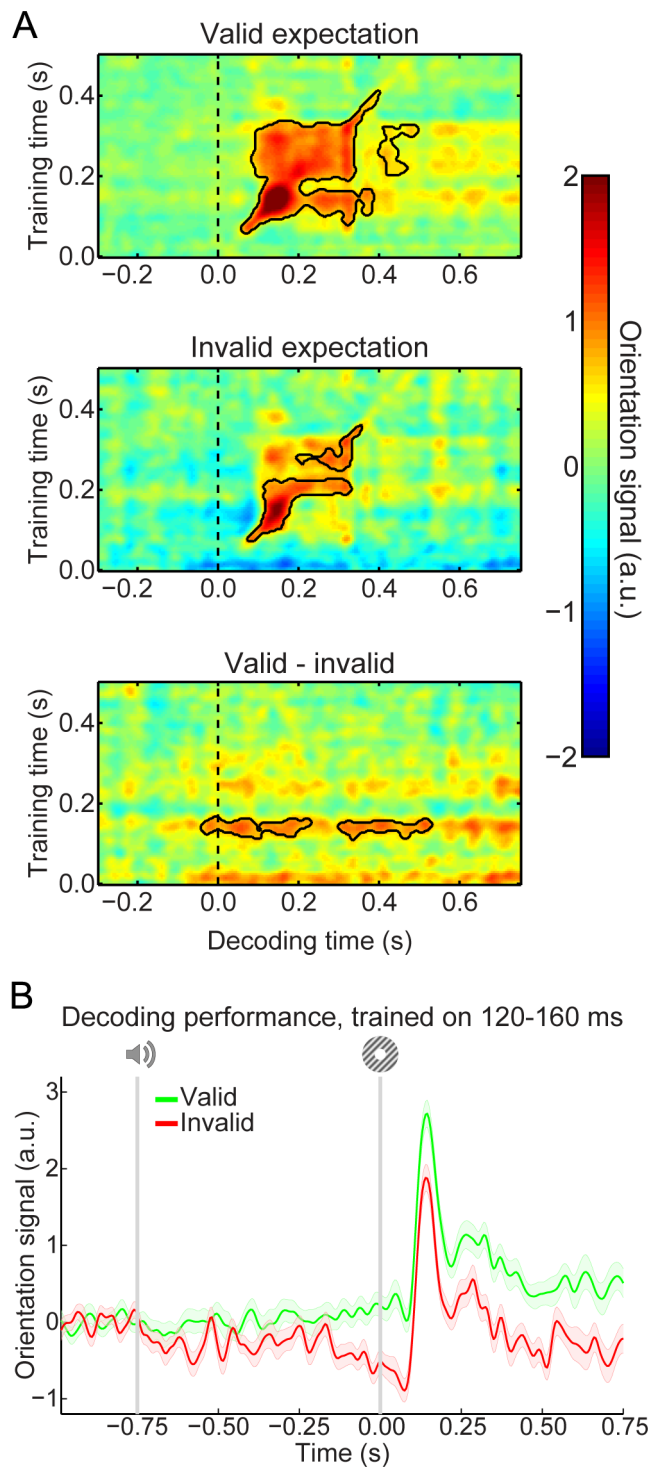 A
Valid expectation
Training time (s)
0.4
0.2
0.0
−0.2 0.0 0.2 0.4 0.6
Invalid expectation
Training time (s)
0.4
0.2
0.0
−0.2 0.0 0.2 0.4 0.6
Valid - invalid
Training time (s)
0.4
0.2
0.0
−0.2 0.0 0.2 0.4 0.6
Decoding time (s)
2
1
0
−1
−2
Orientation signal (a.u.)
B
Decoding performance, trained on 120-160 ms
Valid
Invalid
Orientation signal (a.u.)
3
2
1
0
−1
−0.75 −0.50 −0.25 0.00 0.25 0.50 0.75
Time (s)